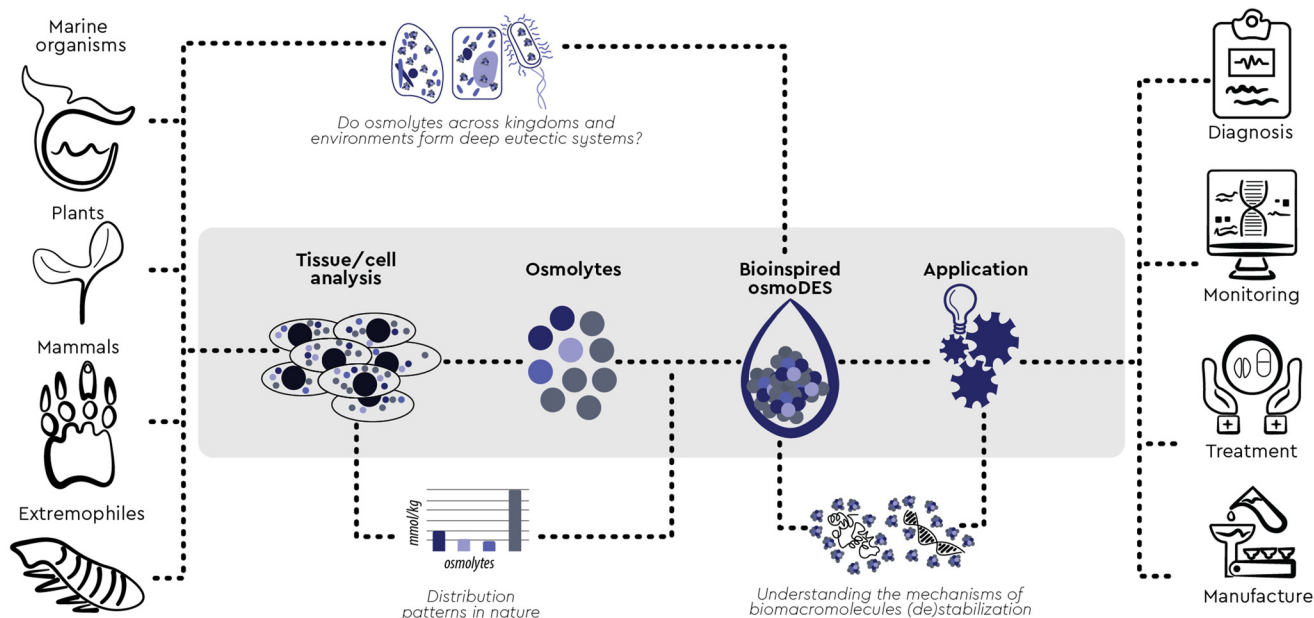 Marine
organisms
Plants
Mammals
Extremophiles
Do osmolytes across kingdoms and
environments form deep eutectic systems?
Tissue/cell
analysis
Osmolytes
Bioinspired
osmoDES
Application
mmol/kg
osmolytes
Distribution
patterns in nature
Understanding the mechanisms of
biomacromolecules (de)stabilization
Diagnosis
Monitoring
Treatment
Manufacture